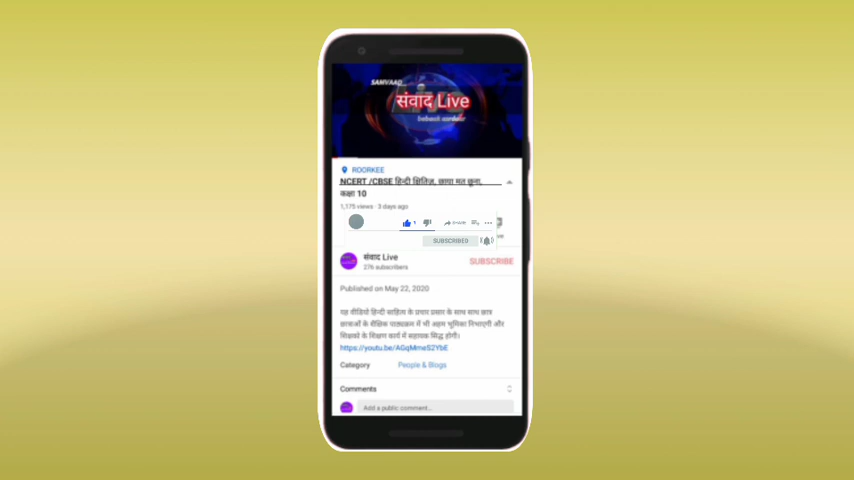 SAMVAAD
संवाद Live
bebaak sardaar
ROORKEE
NCERT /CBSE हिन्दी क्षितिज, छाया मत छूना,
कक्षा 10
1,175 views · 3 days ago
1 SHARE
SUBSCRIBED
संवाद Live
276 subscribers
SUBSCRIBE
Published on May 22, 2020
यह वीडियो हिन्दी साहित्य के प्रचार प्रसार के साथ साथ छात्र
छात्राओं के शैक्षिक पाठ्यक्रम में भी अहम भूमिका निभाएगी और
शिक्षको के शिक्षण कार्य में सहायक सिद्ध होगी।
https://youtu.be/AGqMmeS2YbE
Category People & Blogs
Comments
Add a public comment...